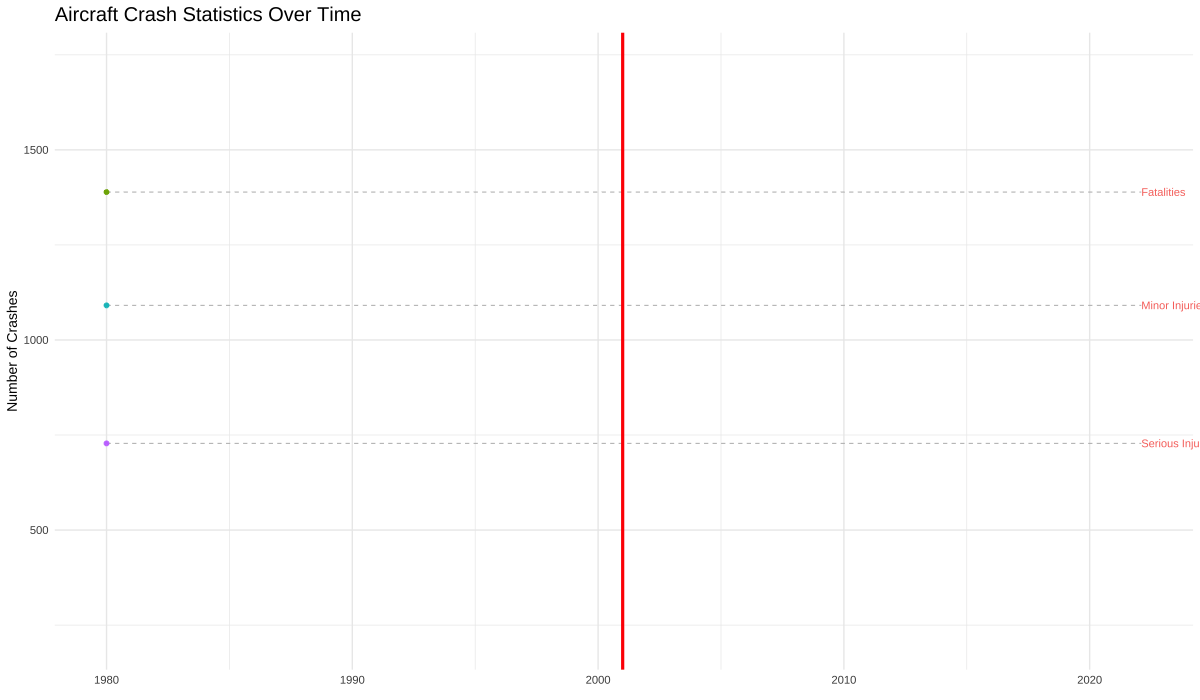 Aircraft Crash Statistics Over Time
Number of Crashes
1500
1000
500
Fatalities
Minor Injurie
Serious Inju
1980
1990
2000
2010
2020